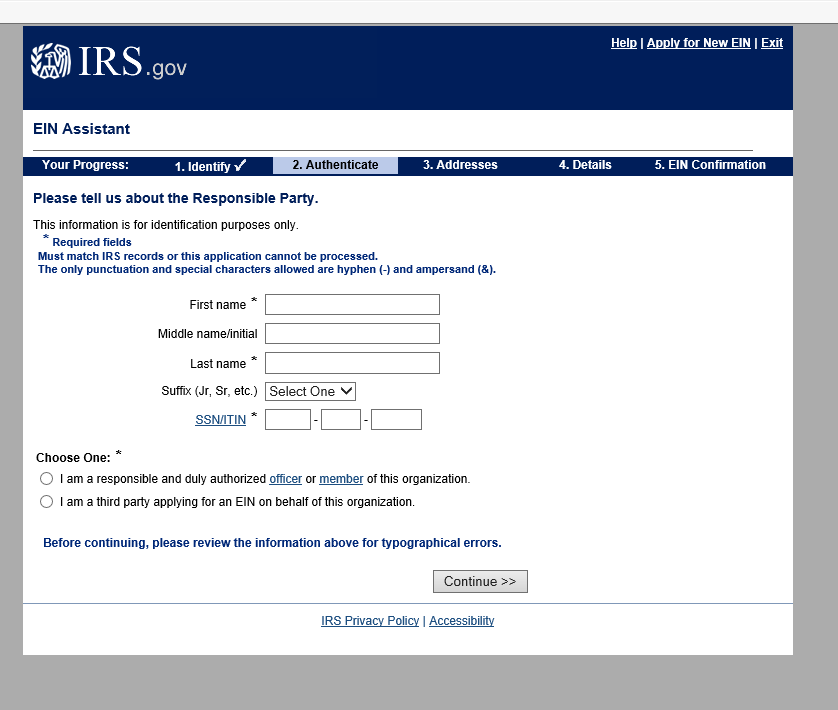 Help | Apply for New EIN | Exit
IRS.gov
EIN Assistant
Your Progress: 1. Identify ✓ 2. Authenticate 3. Addresses 4. Details 5. EIN Confirmation
Please tell us about the Responsible Party.
This information is for identification purposes only.
* Required fields
Must match IRS records or this application cannot be processed.
The only punctuation and special characters allowed are hyphen (-) and ampersand (&).
First name *
Middle name/initial
Last name *
Suffix (Jr, Sr, etc.) Select One
SSN/ITIN * - -
Choose One: *
I am a responsible and duly authorized officer or member of this organization.
I am a third party applying for an EIN on behalf of this organization.
Before continuing, please review the information above for typographical errors.
Continue >>
IRS Privacy Policy | Accessibility